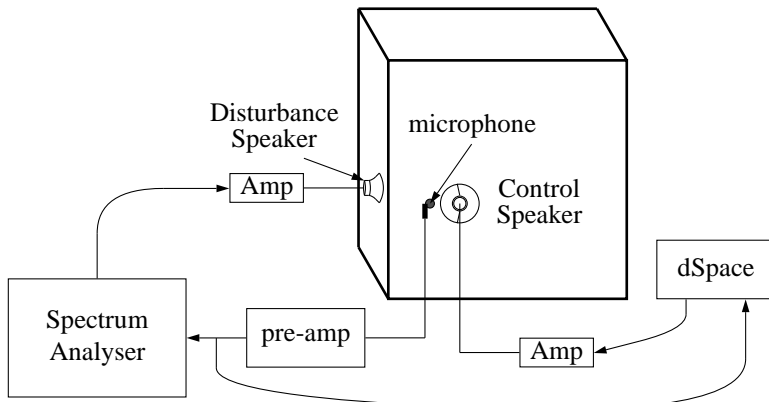 Disturbance
Speaker
microphone
Amp
Control
Speaker
dSpace
Spectrum
Analyser
pre-amp
Amp